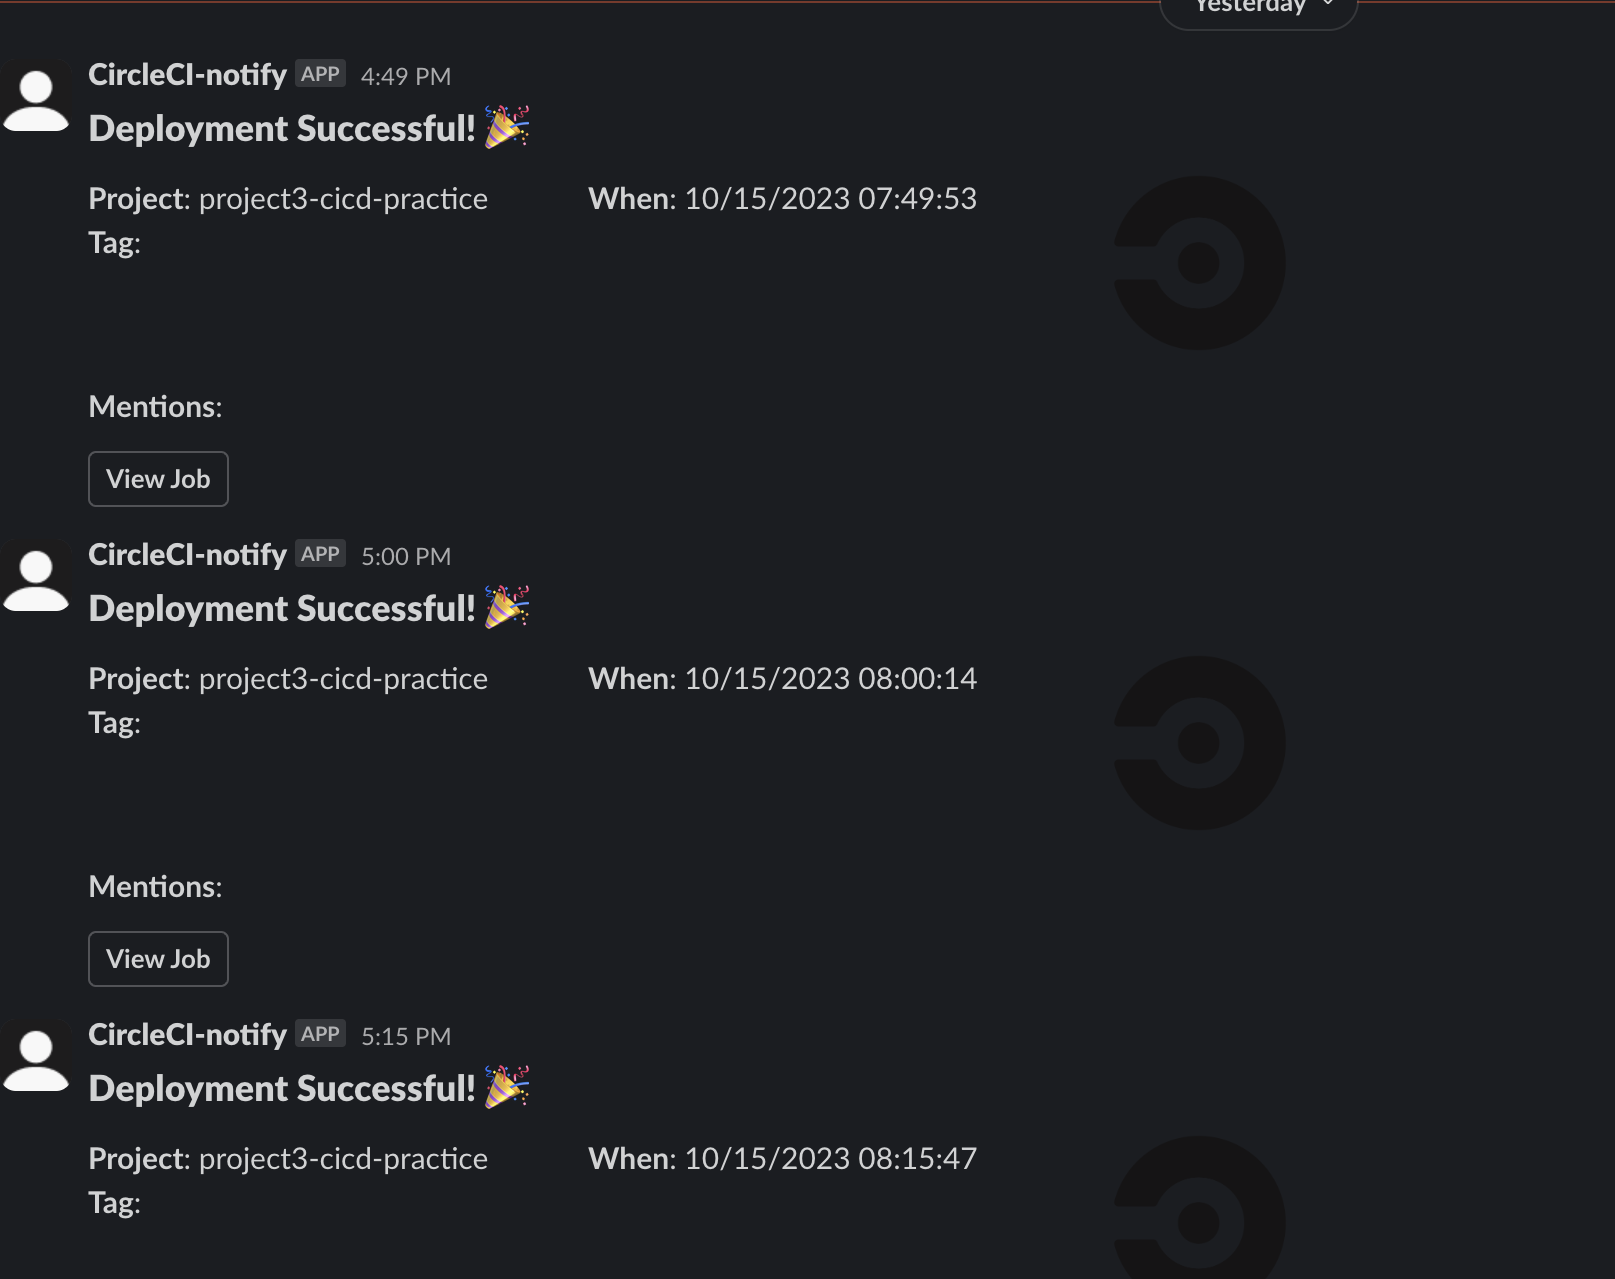 Yesterday
CircleCI-notify APP 4:49 PM
Deployment Successful! 🎉
Project: project3-cicd-practice When: 10/15/2023 07:49:53
Tag:
Mentions:
View Job
CircleCI-notify APP 5:00 PM
Deployment Successful! 🎉
Project: project3-cicd-practice When: 10/15/2023 08:00:14
Tag:
Mentions:
View Job
CircleCI-notify APP 5:15 PM
Deployment Successful! 🎉
Project: project3-cicd-practice When: 10/15/2023 08:15:47
Tag: